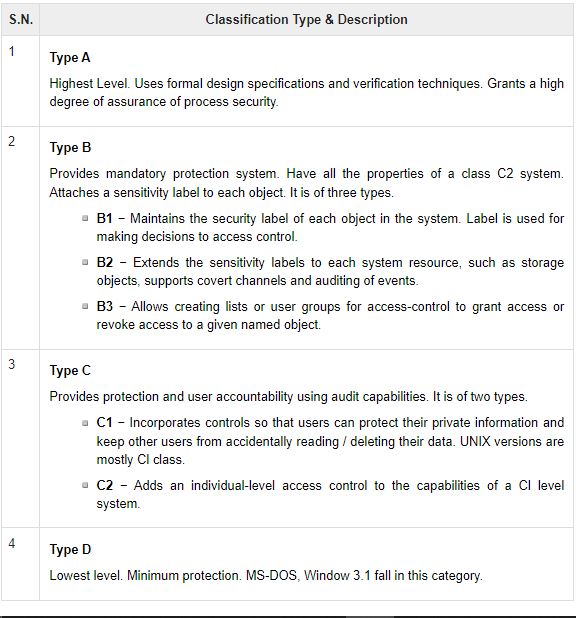 S.N. Classification Type & Description
1
Type A
Highest Level. Uses formal design specifications and verification techniques. Grants a high
degree of assurance of process security.
2
Type B
Provides mandatory protection system. Have all the properties of a class C2 system.
Attaches a sensitivity label to each object. It is of three types.
B1 − Maintains the security label of each object in the system. Label is used for
making decisions to access control.
B2 − Extends the sensitivity labels to each system resource, such as storage
objects, supports covert channels and auditing of events.
B3 − Allows creating lists or user groups for access-control to grant access or
revoke access to a given named object.
3
Type C
Provides protection and user accountability using audit capabilities. It is of two types.
C1 − Incorporates controls so that users can protect their private information and
keep other users from accidentally reading / deleting their data. UNIX versions are
mostly CI class.
C2 − Adds an individual-level access control to the capabilities of a CI level
system.
4
Type D
Lowest level. Minimum protection. MS-DOS, Window 3.1 fall in this category.